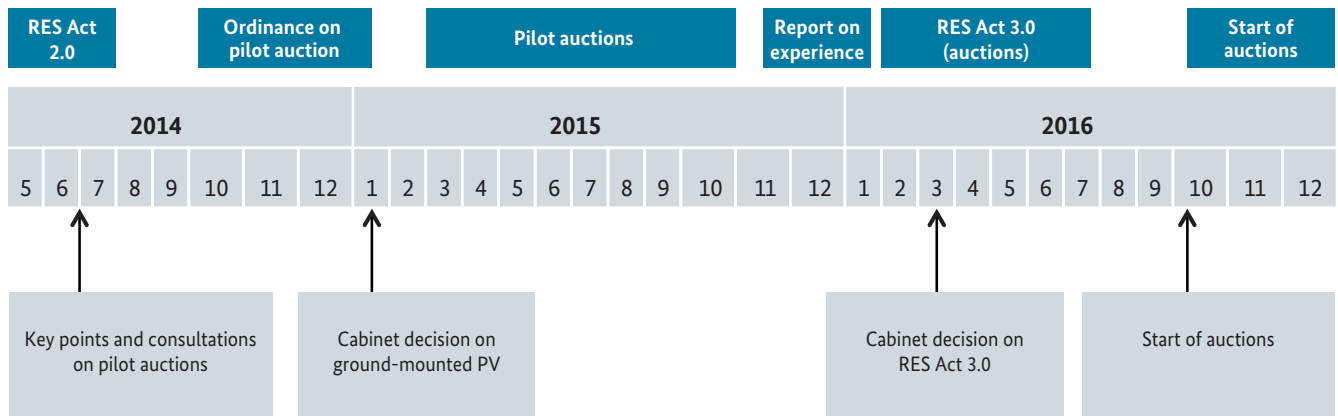 RES Act
2.0
Ordinance on
pilot auction
Pilot auctions
Report on
experience
RES Act 3.0
(auctions)
Start of
auctions
2014
2015
2016
5 6 7 8 9 10 11 12 1 2 3 4 5 6 7 8 9 10 11 12 1 2 3 4 5 6 7 8 9 10 11 12
Key points and consultations
on pilot auctions
Cabinet decision on
ground-mounted PV
Cabinet decision on
RES Act 3.0
Start of auctions